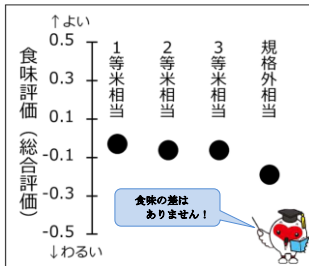 ↑よい
食味評価（総合評価）
0.5
0.3
0.1
-0.1
-0.3
-0.5
↓わるい
1等米相当
2等米相当
3等米相当
規格外相当
食味の差は
ありません！